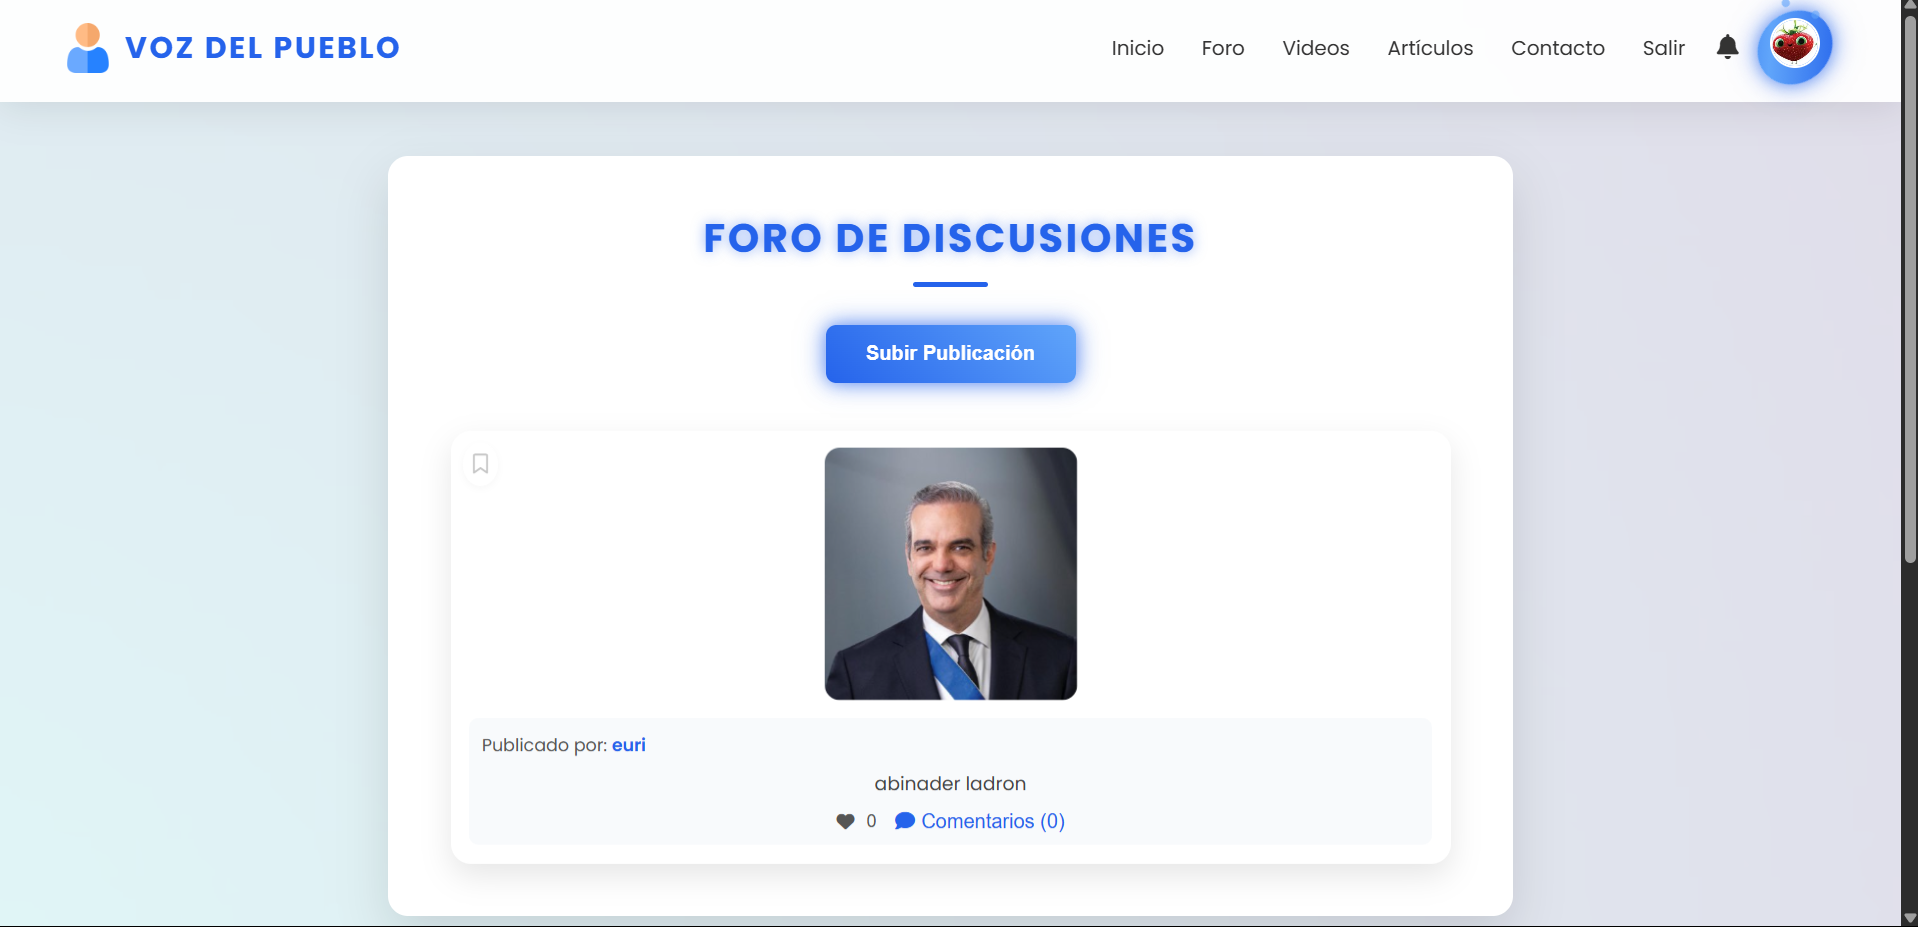 VOZ DEL PUEBLO
Inicio Foro Videos Artículos Contacto Salir
FORO DE DISCUSIONES
Subir Publicación
Publicado por: euri
abinader ladron
0 Comentarios (0)